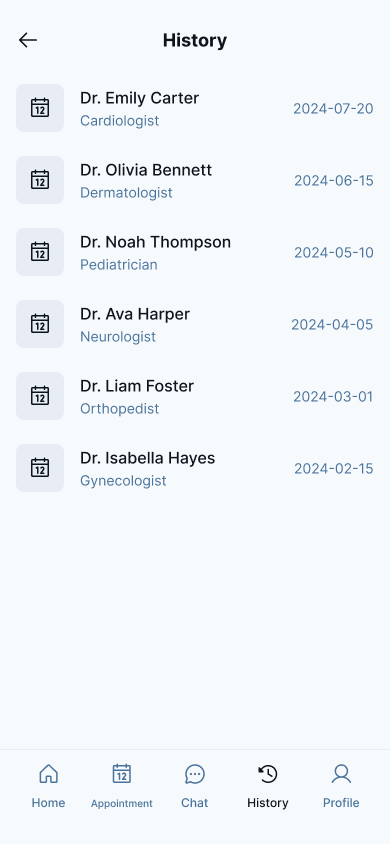 History
12
Dr. Emily Carter
Cardiologist
2024-07-20
12
Dr. Olivia Bennett
Dermatologist
2024-06-15
12
Dr. Noah Thompson
Pediatrician
2024-05-10
12
Dr. Ava Harper
Neurologist
2024-04-05
12
Dr. Liam Foster
Orthopedist
2024-03-01
12
Dr. Isabella Hayes
Gynecologist
2024-02-15
12
Home
Appointment
Chat
History
Profile